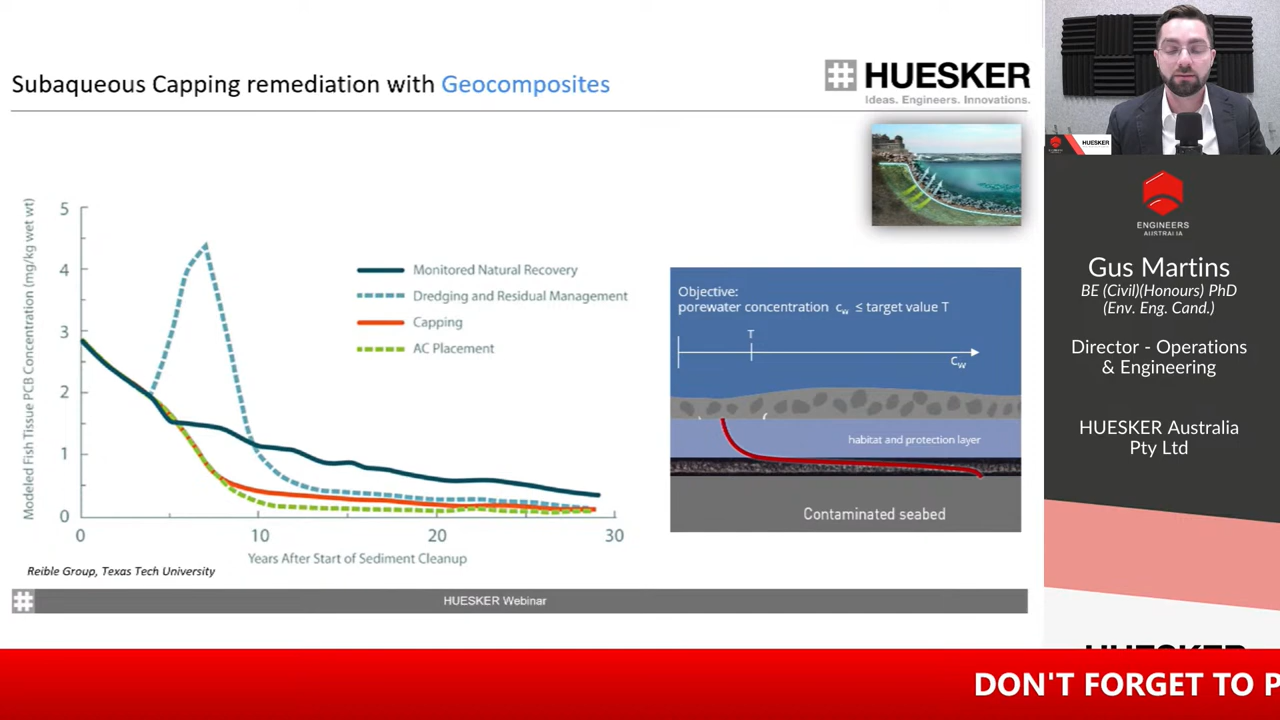 Subaqueous Capping remediation with Geocomposites
HUESKER
Ideas. Engineers. Innovations.
Modeled Fish Tissue PCB Concentration (mg/kg wet wt)
5
4
3
2
1
0
0
10
20
30
Years After Start of Sediment Cleanup
Monitored Natural Recovery
Dredging and Residual Management
Capping
AC Placement
Reible Group, Texas Tech University
Objective:
porewater concentration cw ≤ target value T
T
cw
habitat and protection layer
Contaminated seabed
HUESKER Webinar
HUESKER
ENGINEERS
AUSTRALIA
Gus Martins
BE (Civil)(Honours) PhD
(Env. Eng. Cand.)
Director - Operations
& Engineering
HUESKER Australia
Pty Ltd
HUESKER
DON'T FORGET TO P